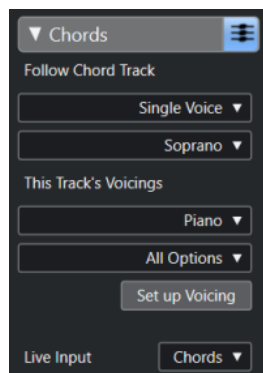 Chords
Follow Chord Track
Single Voice
Soprano
This Track's Voicings
Piano
All Options
Set up Voicing
Live Input Chords